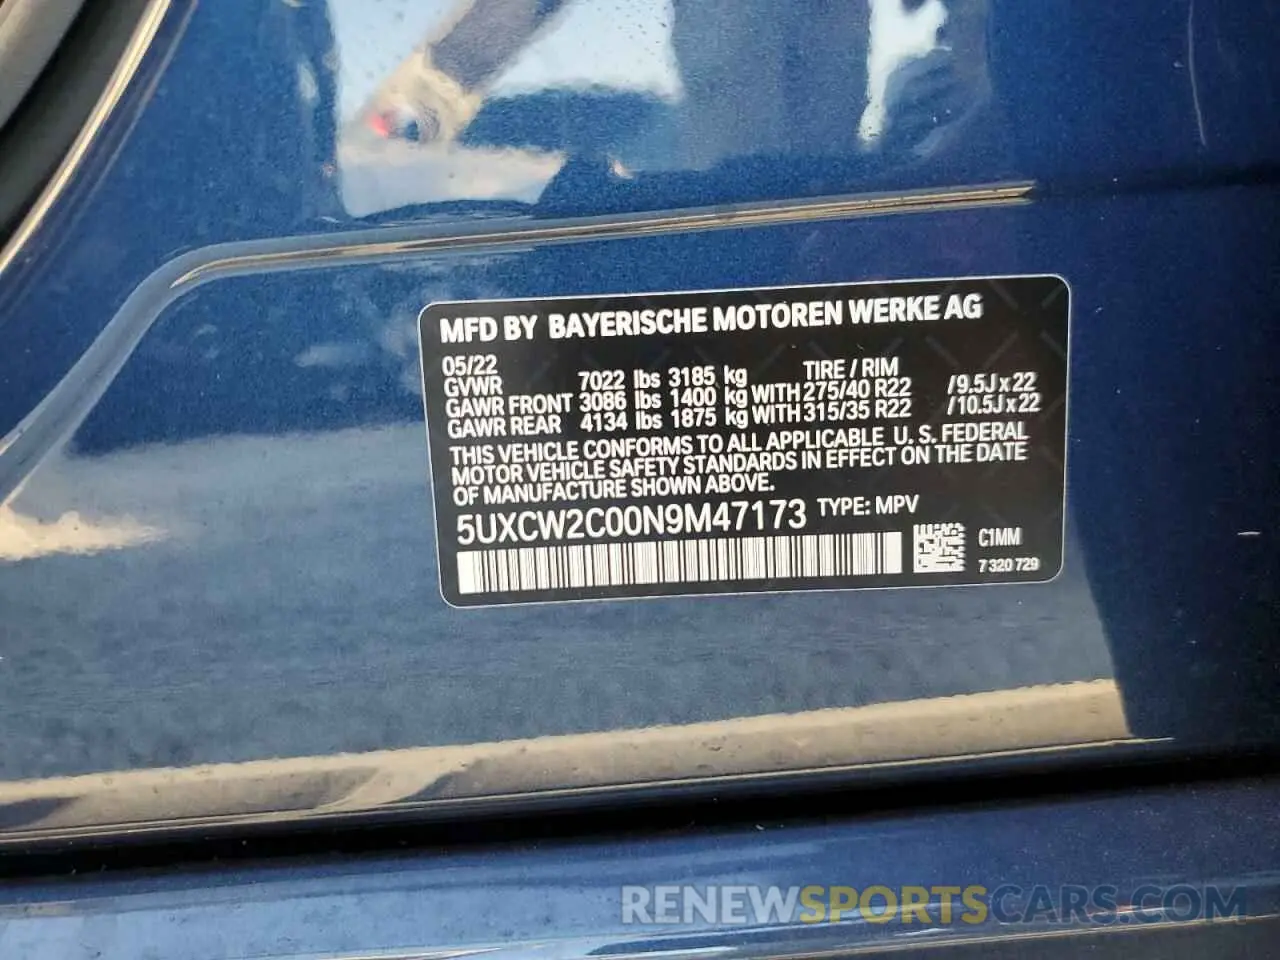 MFD BY BAYERISCHE MOTOREN WERKE AG
05/22 TIRE / RIM
GVWR 7022 lbs 3185 kg
GAWR FRONT 3086 lbs 1400 kg WITH 275/40 R22 /9.5J x 22
GAWR REAR 4134 lbs 1875 kg WITH 315/35 R22 /10.5J x 22
THIS VEHICLE CONFORMS TO ALL APPLICABLE U. S. FEDERAL
MOTOR VEHICLE SAFETY STANDARDS IN EFFECT ON THE DATE
OF MANUFACTURE SHOWN ABOVE.
5UXCW2C00N9M47173 TYPE: MPV
C1MM
7 320 729
RENEWSPORTSCARS.COM